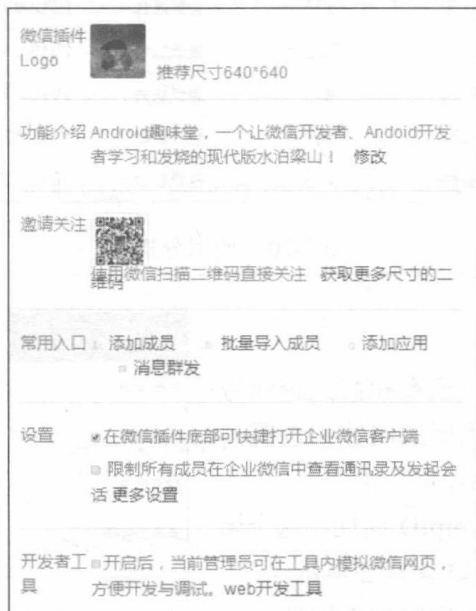 微信插件
Logo
推荐尺寸640*640
功能介绍 Android趣味堂，一个让微信开发者、Andoid开发
者学习和发烧的现代版水泊梁山！ 修改
邀请关注
使用微信扫描二维码直接关注 获取更多尺寸的二
维码
常用入口 添加成员 批量导入成员 添加应用
消息群发
设置 在微信插件底部可快捷打开企业微信客户端
限制所有成员在企业微信中查看通讯录及发起会
话 更多设置
开发者工 开启后，当前管理员可在工具内模拟微信网页，
具 方便开发与调试。web开发工具